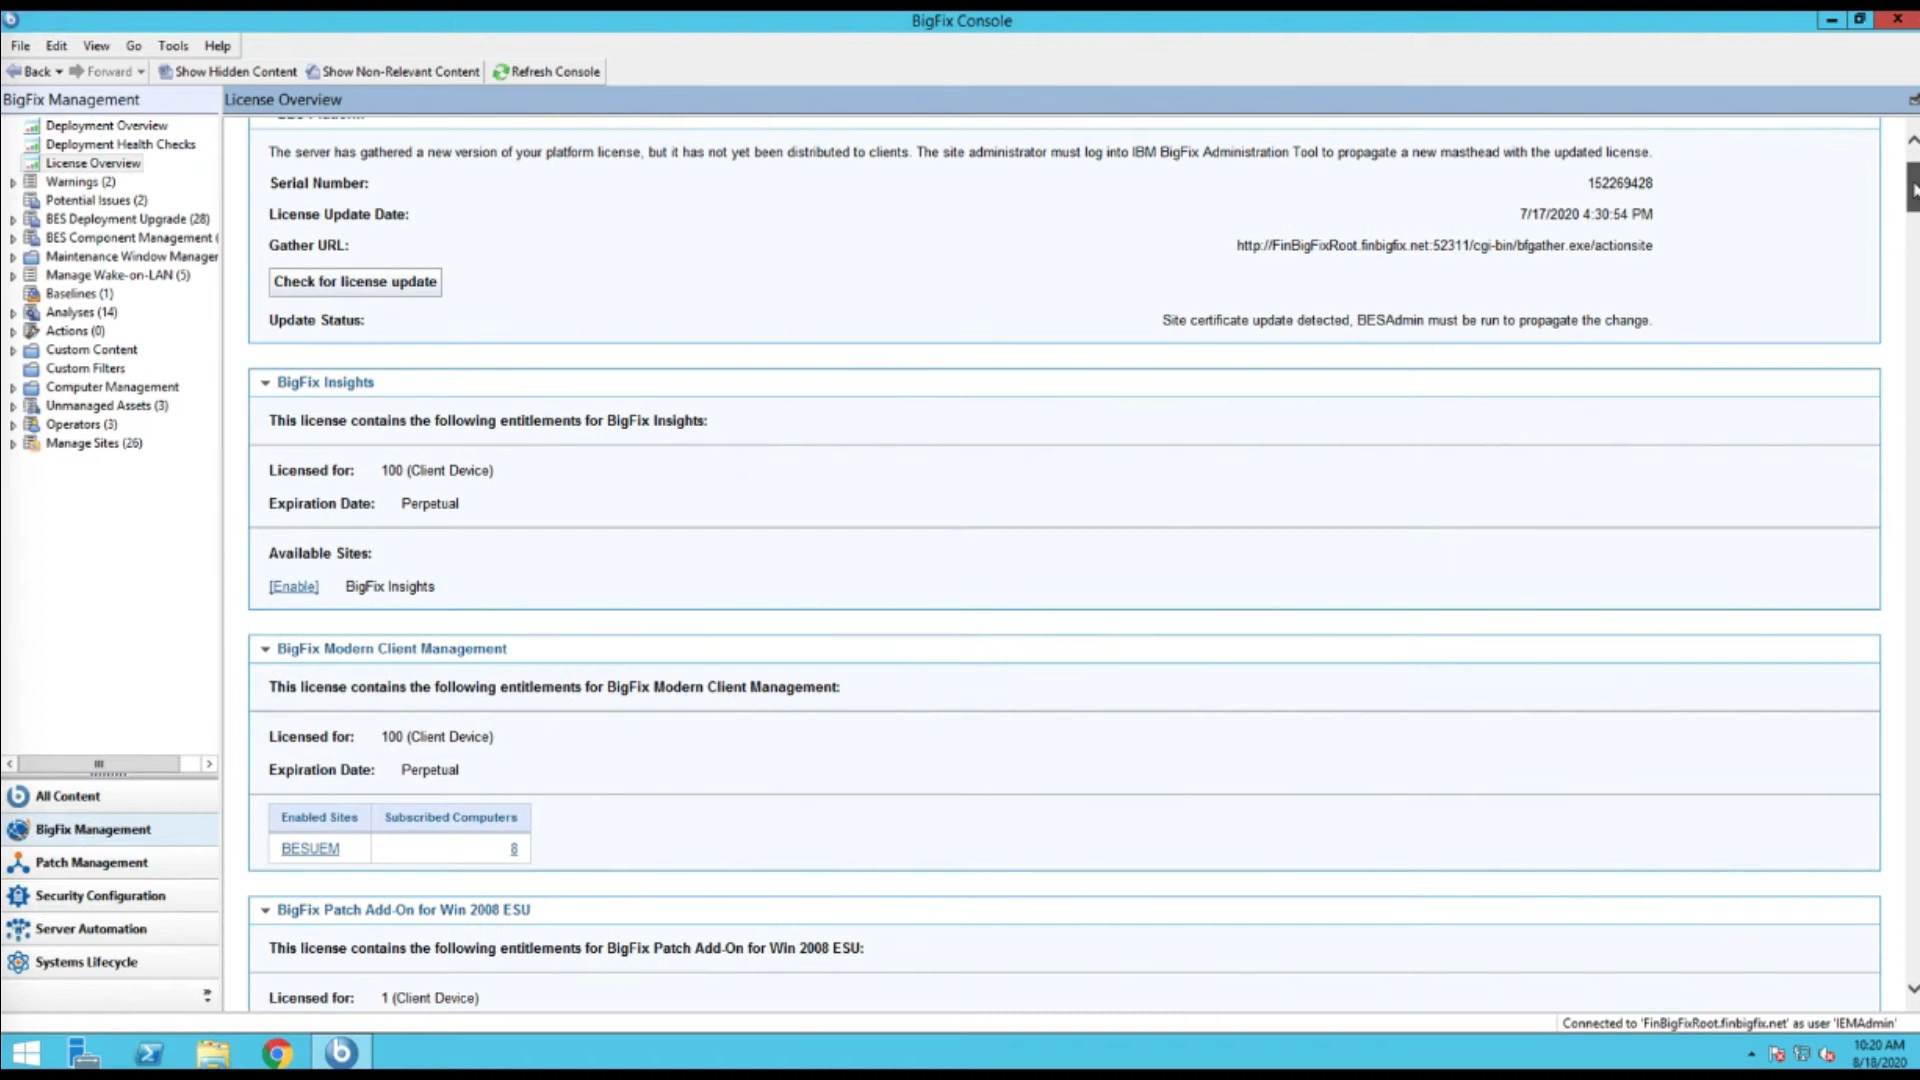 BigFix Console
File Edit View Go Tools Help
Back Forward Show Hidden Content Show Non-Relevant Content Refresh Console
BigFix Management
License Overview
Deployment Overview
Deployment Health Checks
License Overview
Warnings (2)
Potential Issues (2)
BES Deployment Upgrade (28)
BES Component Management (
Maintenance Window Manager
Manage Wake-on-LAN (5)
Baselines (1)
Analyses (14)
Actions (0)
Custom Content
Custom Filters
Computer Management
Unmanaged Assets (3)
Operators (3)
Manage Sites (26)
All Content
BigFix Management
Patch Management
Security Configuration
Server Automation
Systems Lifecycle
The server has gathered a new version of your platform license, but it has not yet been distributed to clients. The site administrator must log into IBM BigFix Administration Tool to propagate a new masthead with the updated license.
Serial Number: 152269428
License Update Date: 7/17/2020 4:30:54 PM
Gather URL: http://FinBigFixRoot.finbigfix.net:52311/cgi-bin/bfgather.exe/actionsite
Check for license update
Update Status: Site certificate update detected, BESAdmin must be run to propagate the change.
BigFix Insights
This license contains the following entitlements for BigFix Insights:
Licensed for: 100 (Client Device)
Expiration Date: Perpetual
Available Sites:
[Enable] BigFix Insights
BigFix Modern Client Management
This license contains the following entitlements for BigFix Modern Client Management:
Licensed for: 100 (Client Device)
Expiration Date: Perpetual
Enabled Sites Subscribed Computers
BESUEM 8
BigFix Patch Add-On for Win 2008 ESU
This license contains the following entitlements for BigFix Patch Add-On for Win 2008 ESU:
Licensed for: 1 (Client Device)
Connected to 'FinBigFixRoot.finbigfix.net' as user 'IEMAdmin'
10:20 AM
8/18/2020